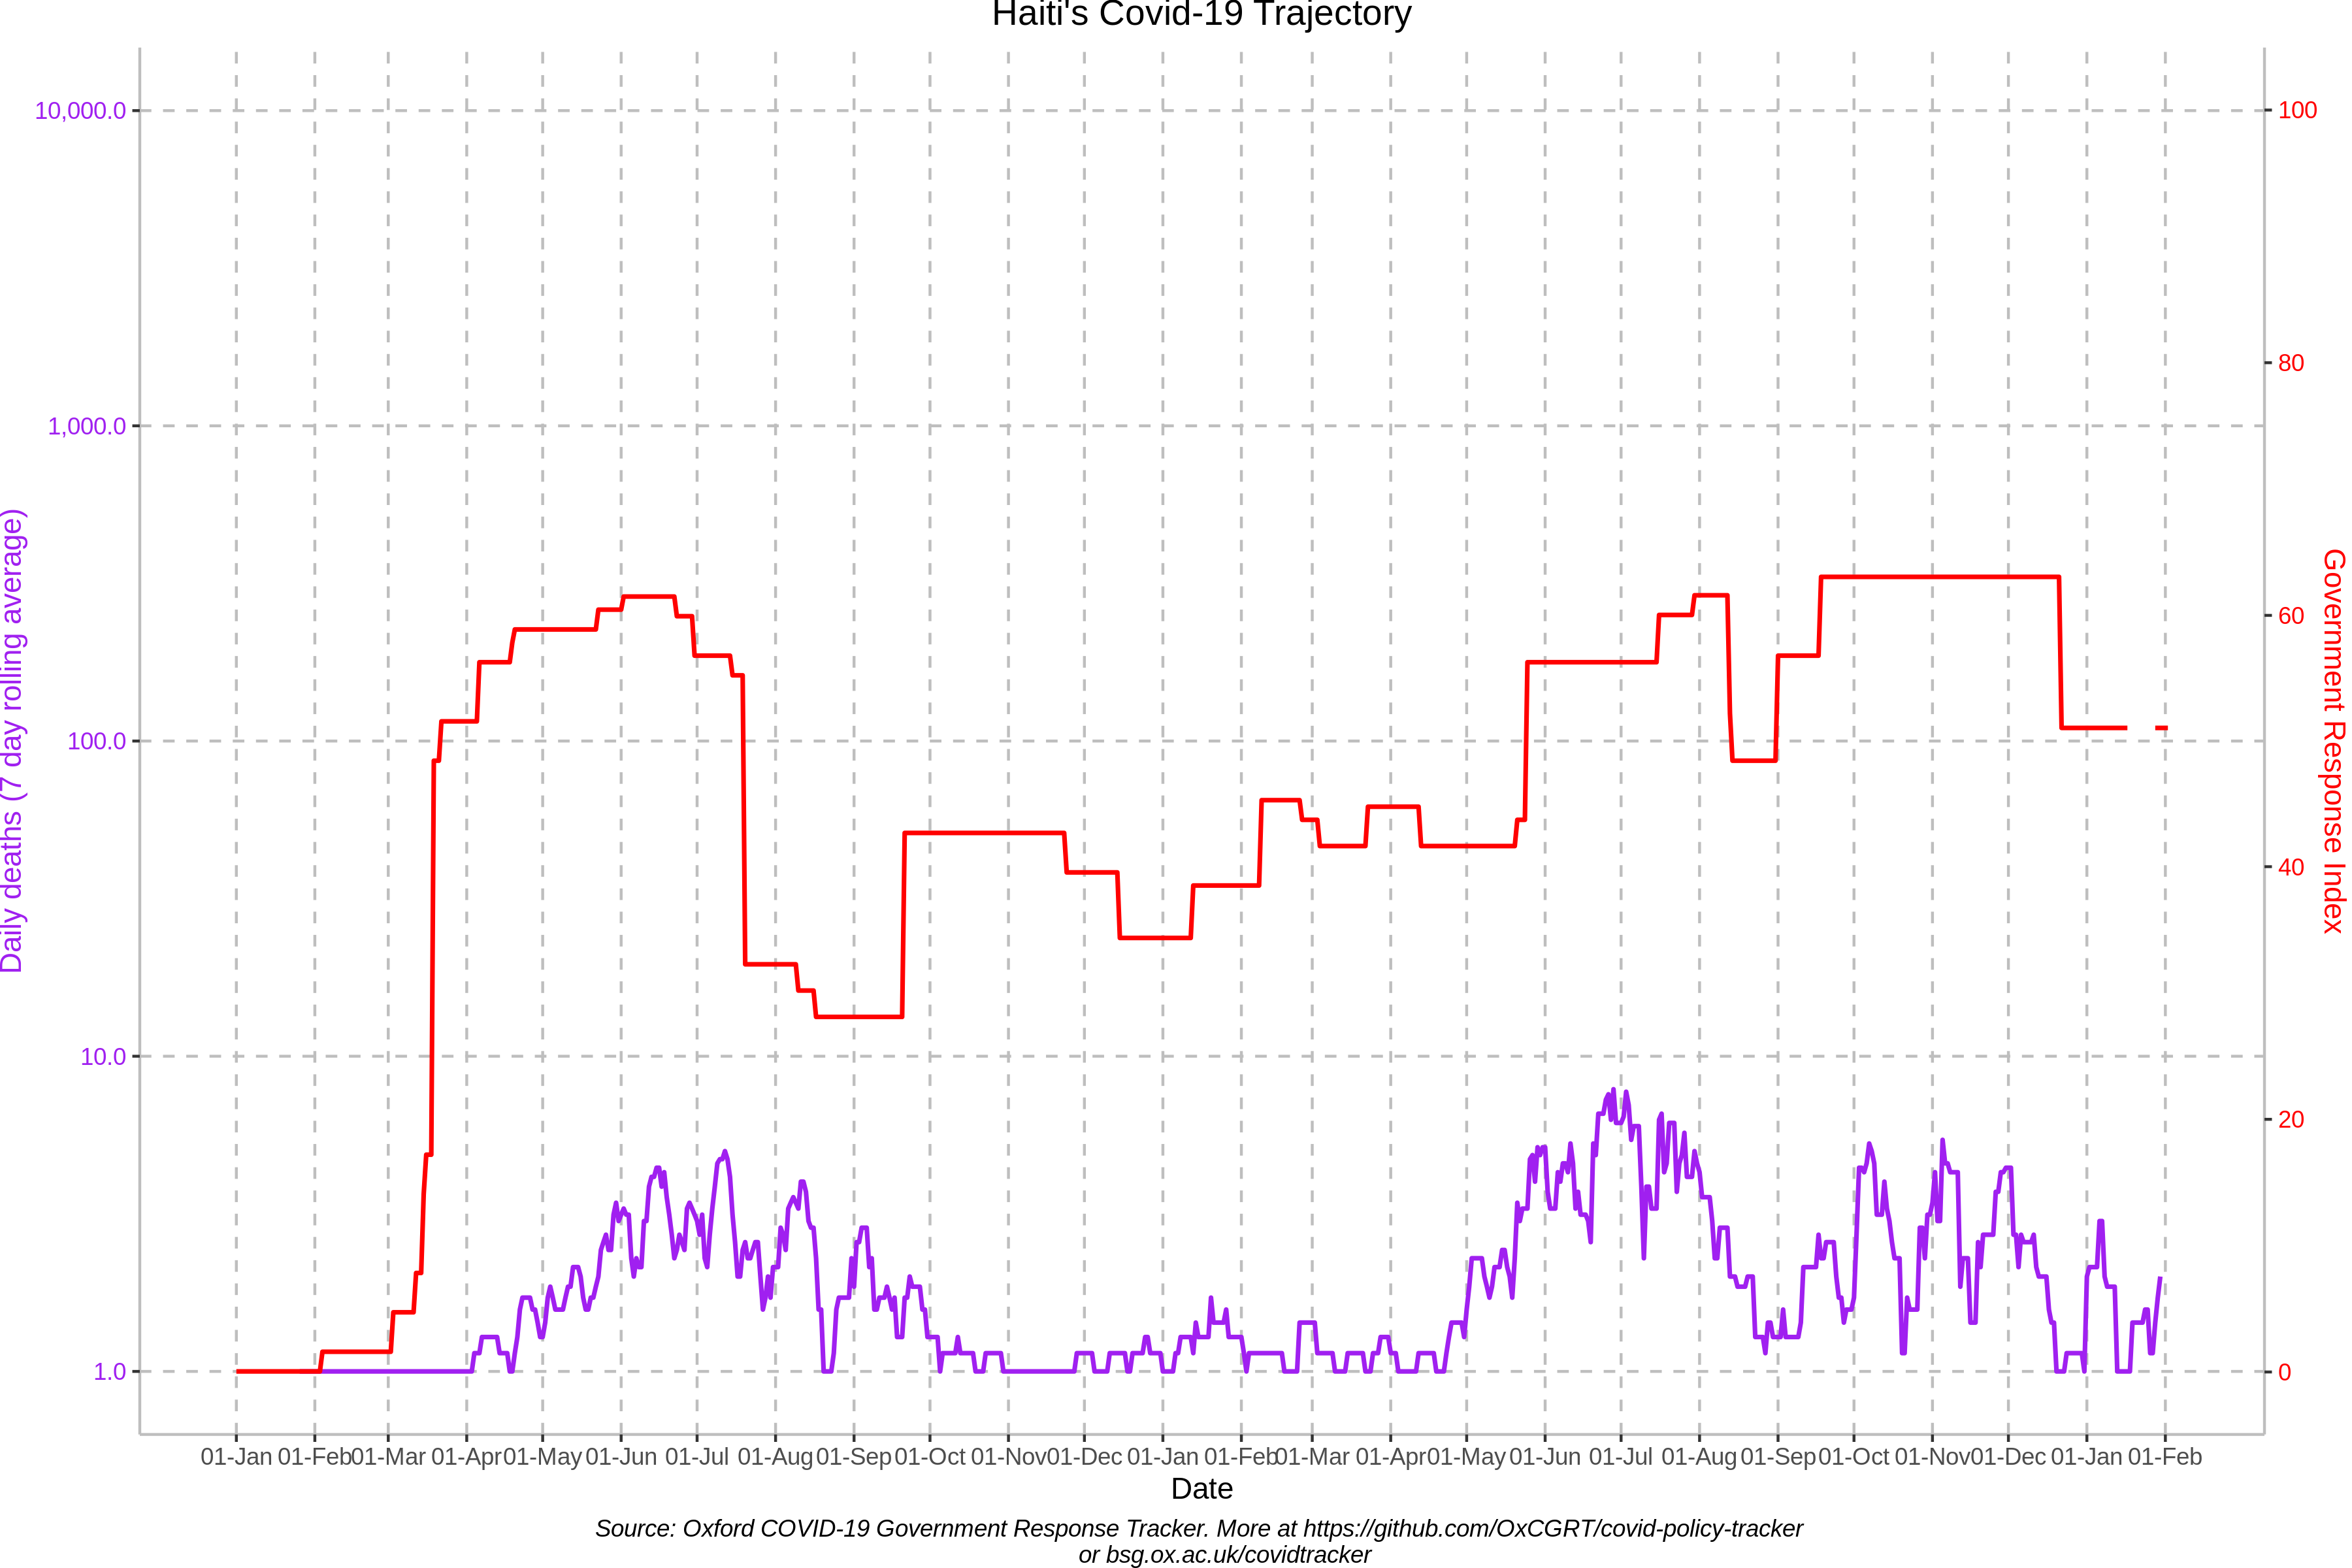 Haiti's Covid-19 Trajectory
10,000.0
1,000.0
100.0
10.0
1.0
Daily deaths (7 day rolling average)
100
80
60
40
20
0
Government Response Index
01-Jan 01-Feb 01-Mar 01-Apr 01-May 01-Jun 01-Jul 01-Aug 01-Sep 01-Oct 01-Nov 01-Dec 01-Jan 01-Feb 01-Mar 01-Apr 01-May 01-Jun 01-Jul 01-Aug 01-Sep 01-Oct 01-Nov 01-Dec 01-Jan 01-Feb
Date
Source: Oxford COVID-19 Government Response Tracker. More at https://github.com/OxCGRT/covid-policy-tracker
or bsg.ox.ac.uk/covidtracker